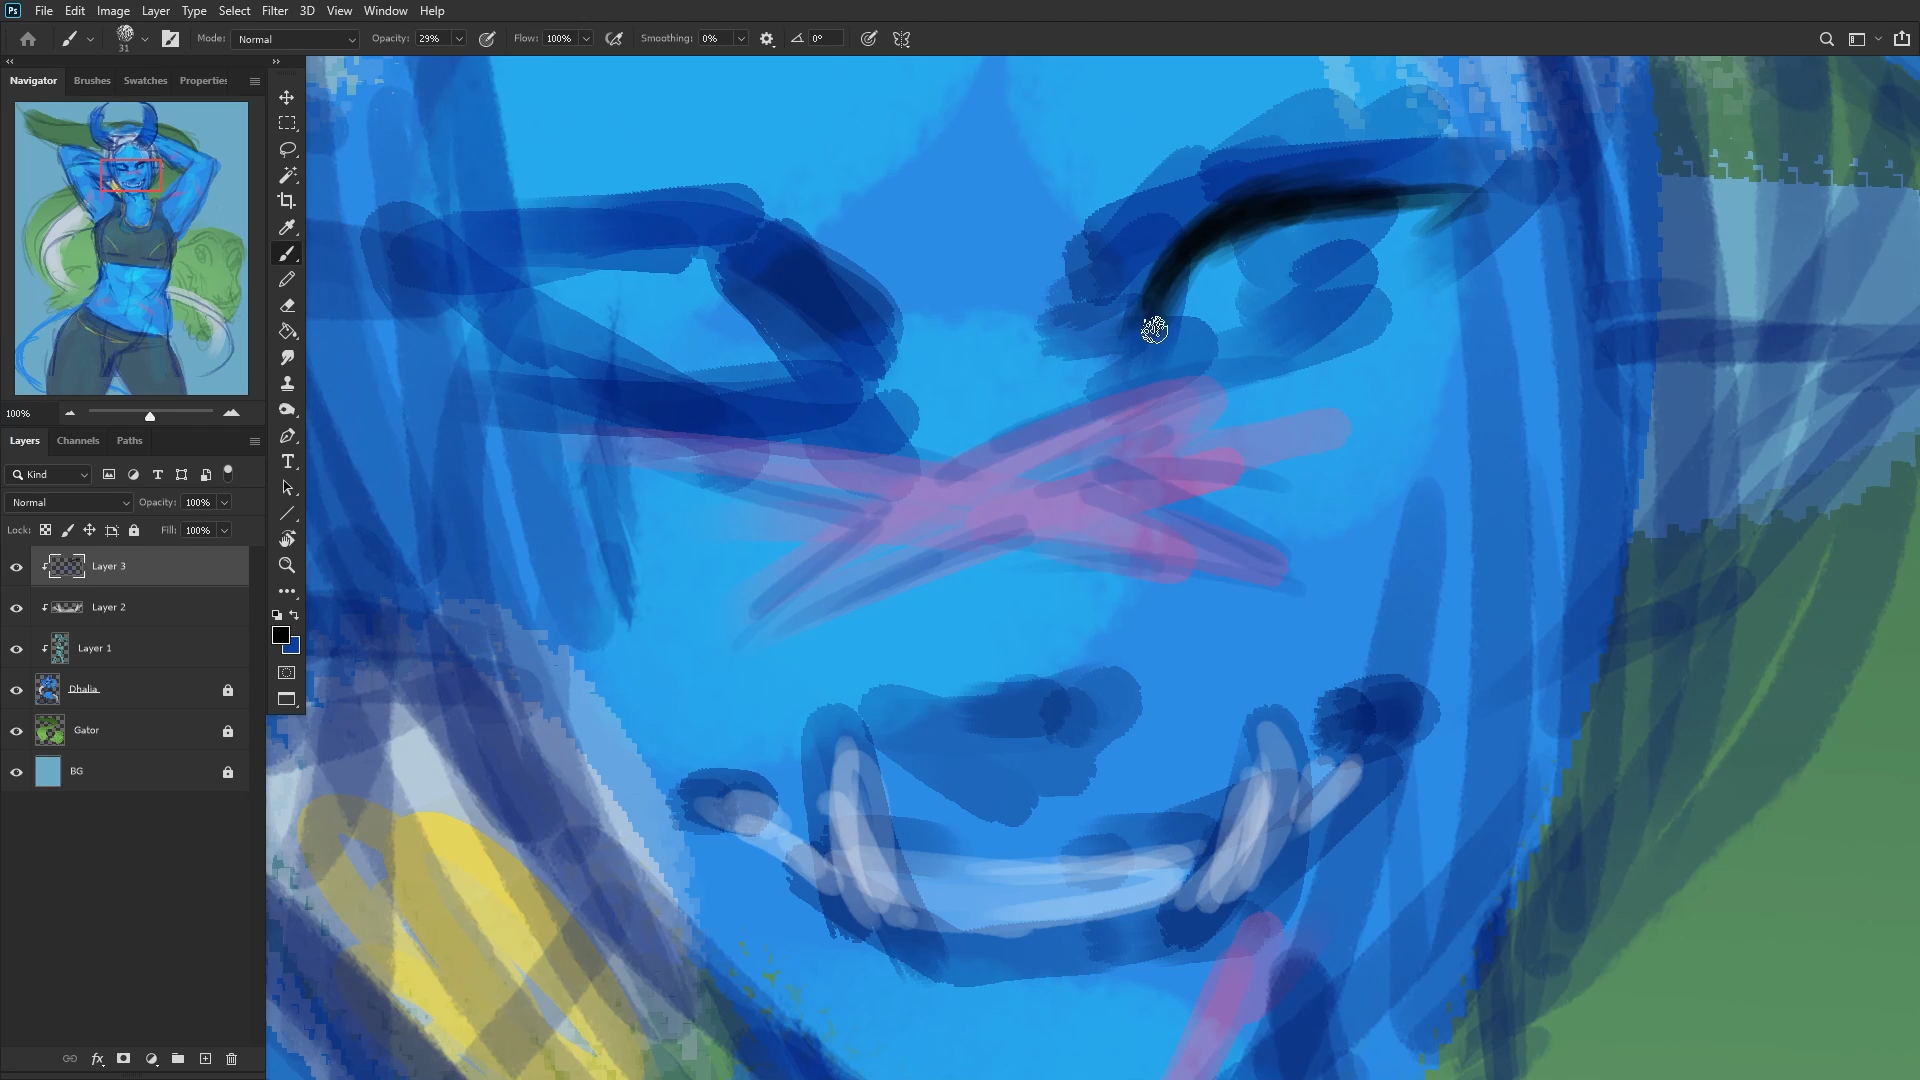 Ps File Edit Image Layer Type Select Filter 3D View Window Help
31 Mode: Normal Opacity: 29% Flow: 100% Smoothing: 0% 0°
Navigator Brushes Swatches Properties
100%
Layers Channels Paths
Kind
Normal Opacity: 100%
Lock: Fill: 100%
Layer 3
Layer 2
Layer 1
Dhalia
Gator
BG
fx